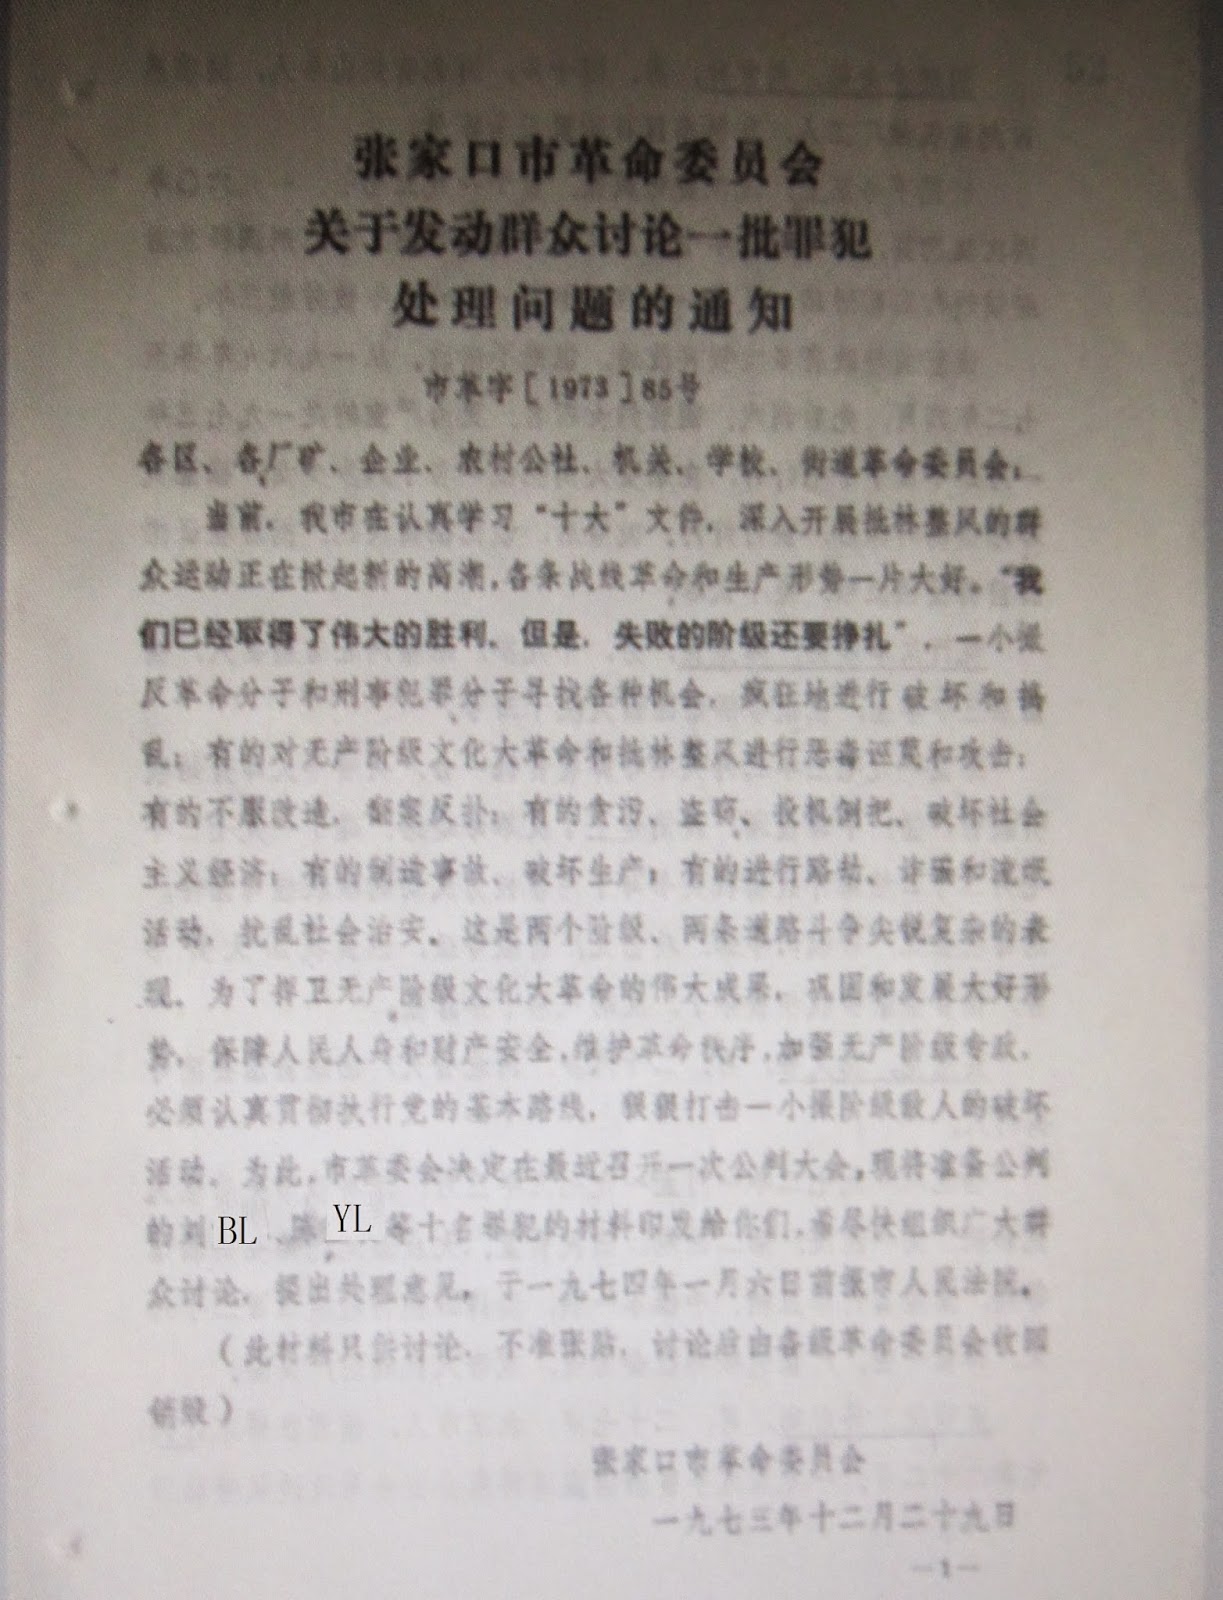 张家口市革命委员会
关于发动群众讨论一批罪犯
处理问题的通知
市革字［1973］85号
各区、各厂矿、企业、农村公社、机关、学校、街道革命委员会：
当前，我市在认真学习“十大”文件，深入开展批林整风的群
众运动正在掀起新的高潮，各条战线革命和生产形势一片大好。“我
们已经取得了伟大的胜利。但是，失败的阶级还要挣扎”，一小撮
反革命分子和刑事犯罪分子寻找各种机会，疯狂地进行破坏和捣
乱；有的对无产阶级文化大革命和批林整风进行恶毒诬蔑和攻击；
有的不服改造，翻案反扑；有的贪污、盗窃、投机倒把、破坏社会
主义经济；有的制造事故、破坏生产；有的进行路劫、诈骗和流氓
活动，扰乱社会治安。这是两个阶级、两条道路斗争尖锐复杂的表
现。为了捍卫无产阶级文化大革命的伟大成果，巩固和发展大好形
势，保障人民人身和财产安全，维护革命秩序，加强无产阶级专政，
必须认真贯彻执行党的基本路线，狠狠打击一小撮阶级敌人的破坏
活动。为此，市革委会决定在最近召开一次公判大会，现将准备公判
的刘BL、陈YL等十名罪犯的材料印发给你们，希尽快组织广大群
众讨论，提出处理意见。于一九七四年一月六日前报市人民法院。
（此材料只供讨论，不准张贴，讨论后由各级革命委员会收回
销毁）
张家口市革命委员会
一九七三年十二月二十九日
—1—